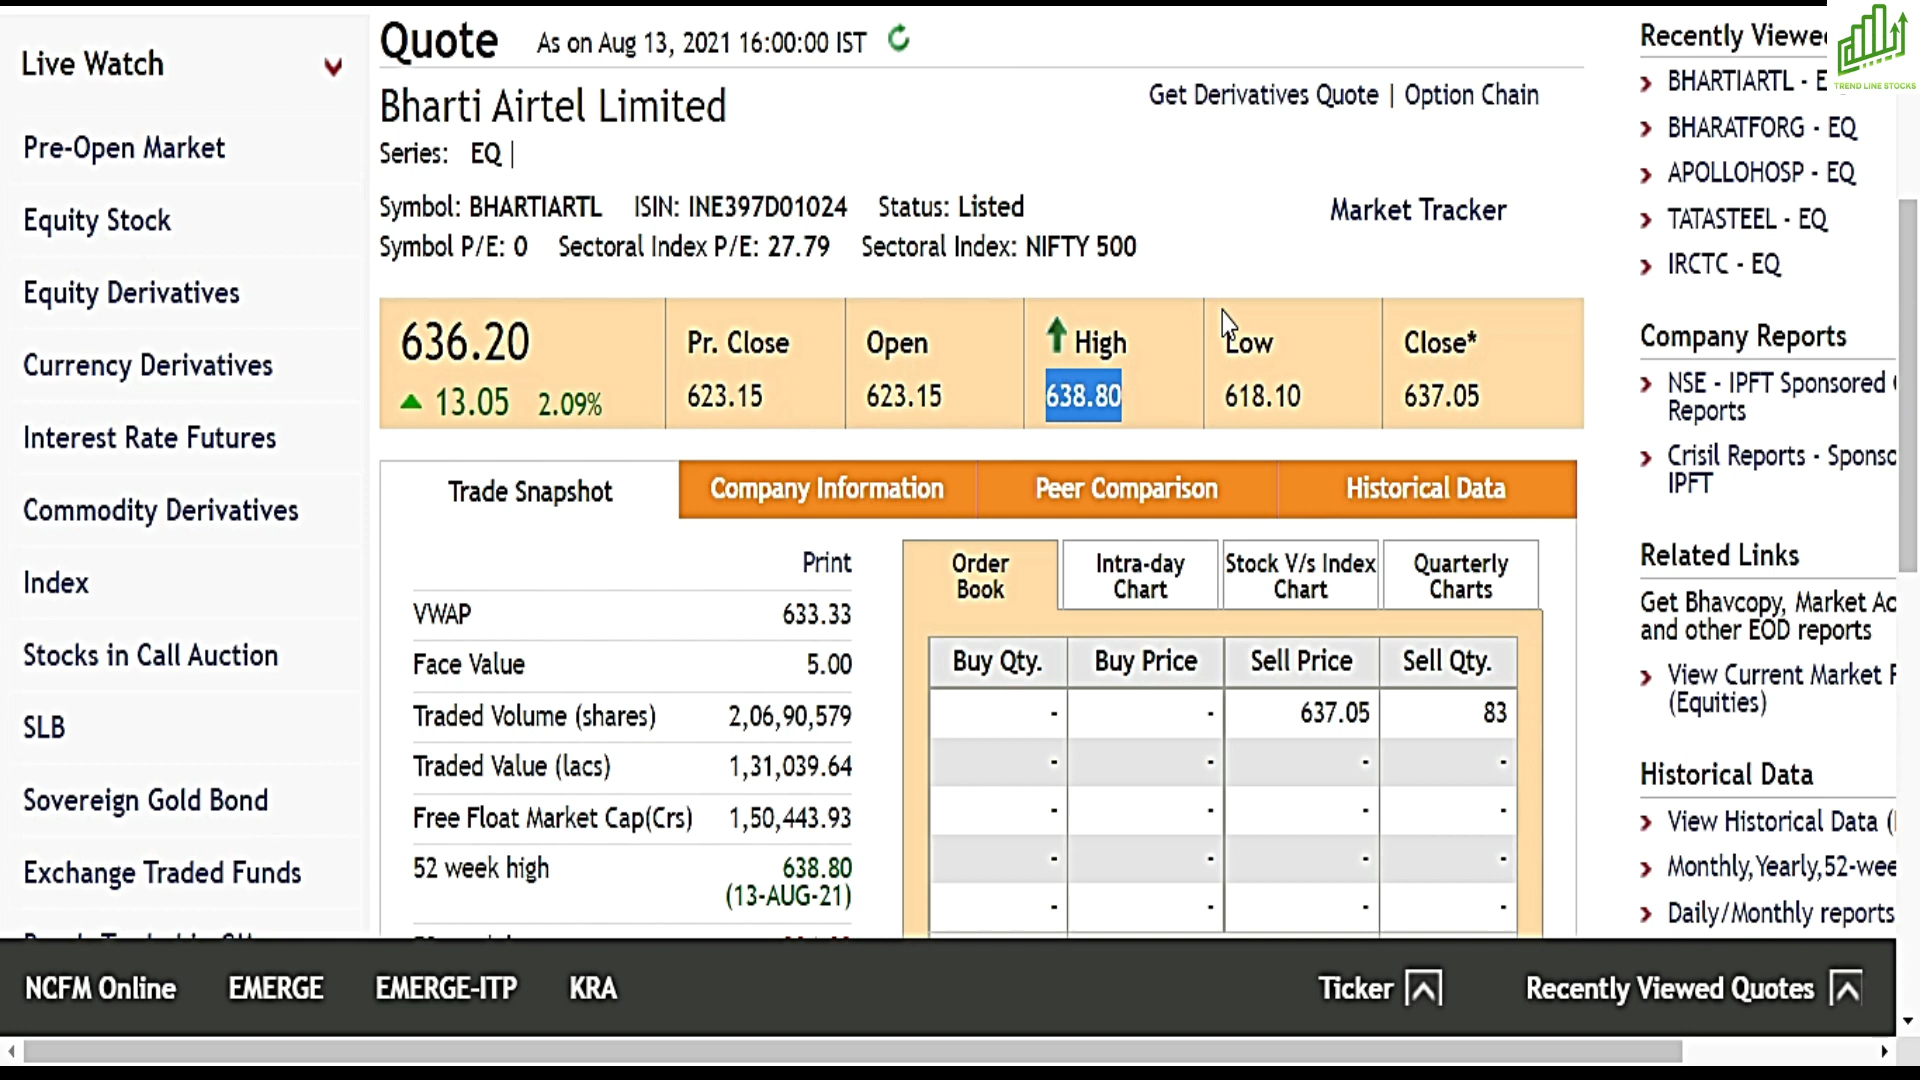 Live Watch
Pre-Open Market
Equity Stock
Equity Derivatives
Currency Derivatives
Interest Rate Futures
Commodity Derivatives
Index
Stocks in Call Auction
SLB
Sovereign Gold Bond
Exchange Traded Funds
Quote As on Aug 13, 2021 16:00:00 IST
Bharti Airtel Limited
Get Derivatives Quote | Option Chain
Series: EQ |
Symbol: BHARTIARTL ISIN: INE397D01024 Status: Listed
Market Tracker
Symbol P/E: 0 Sectoral Index P/E: 27.79 Sectoral Index: NIFTY 500
636.20 Pr. Close Open High Low Close*
13.05 2.09% 623.15 623.15 638.80 618.10 637.05
Trade Snapshot Company Information Peer Comparison Historical Data
Print
VWAP 633.33
Face Value 5.00
Traded Volume (shares) 2,06,90,579
Traded Value (lacs) 1,31,039.64
Free Float Market Cap(Crs) 1,50,443.93
52 week high 638.80
(13-AUG-21)
Order Intra-day Stock V/s Index Quarterly
Book Chart Chart Charts
Buy Qty. Buy Price Sell Price Sell Qty.
- - 637.05 83
- - - -
- - - -
- - - -
- - - -
Recently Viewe
TREND LINE STOCKS
BHARTIARTL - E
BHARATFORG - EQ
APOLLOHOSP - EQ
TATASTEEL - EQ
IRCTC - EQ
Company Reports
NSE - IPFT Sponsored
Reports
Crisil Reports - Sponso
IPFT
Related Links
Get Bhavcopy, Market Ac
and other EOD reports
View Current Market
(Equities)
Historical Data
View Historical Data (
Monthly,Yearly,52-wee
Daily/Monthly reports
NCFM Online EMERGE EMERGE-ITP KRA Ticker Recently Viewed Quotes